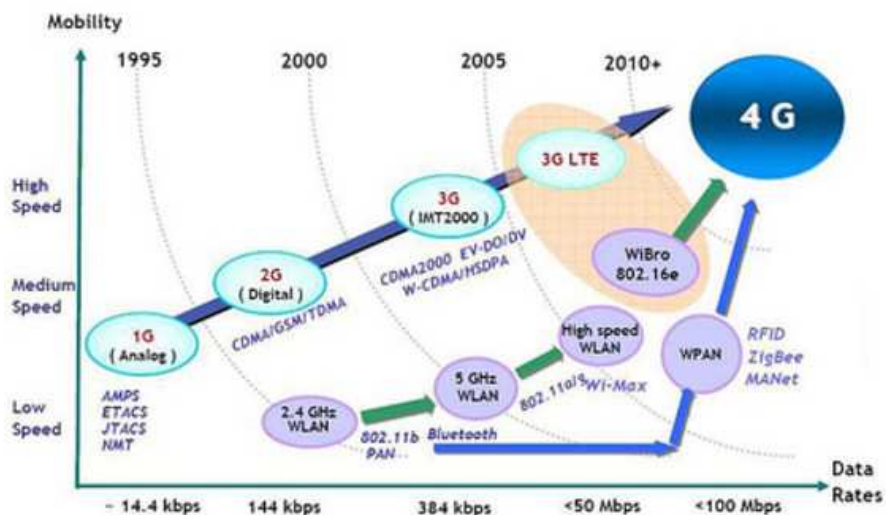 Mobility
1995
2000
2005
2010+
4 G
3G LTE
High
Speed
3G
( IMT2000 )
WiBro
802.16e
CDMA2000 EV-DO/DV
W-CDMA/HSDPA
2G
( Digital )
Medium
Speed
CDMA/GSM/TDMA
1G
( Analog )
High speed
WLAN
WPAN
RFID
ZigBee
MANet
5 GHz
WLAN
802.11a/g
Wi-Max
AMPS
ETACS
JTACS
NMT
Low
Speed
2.4 GHz
WLAN
802.11b
PAN..
Bluetooth
Data
Rates
~ 14.4 kbps
144 kbps
384 kbps
<50 Mbps
<100 Mbps